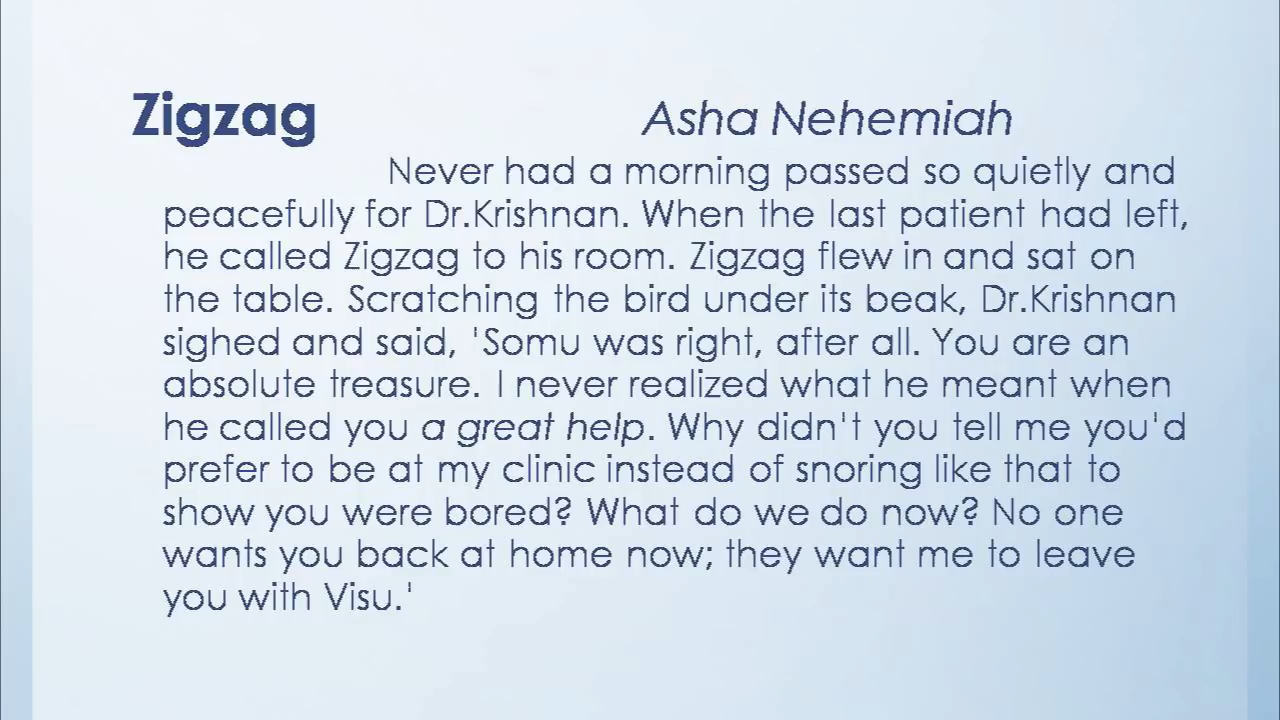 Zigzag Asha Nehemiah
Never had a morning passed so quietly and
peacefully for Dr.Krishnan. When the last patient had left,
he called Zigzag to his room. Zigzag flew in and sat on
the table. Scratching the bird under its beak, Dr.Krishnan
sighed and said, 'Somu was right, after all. You are an
absolute treasure. I never realized what he meant when
he called you a great help. Why didn't you tell me you'd
prefer to be at my clinic instead of snoring like that to
show you were bored? What do we do now? No one
wants you back at home now; they want me to leave
you with Visu.'